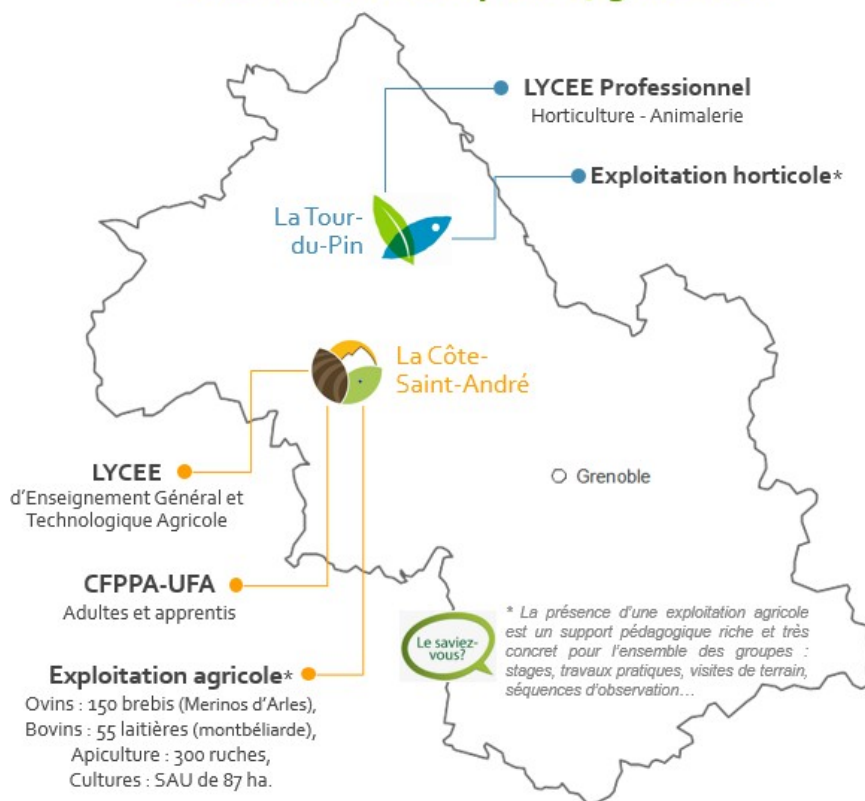 LYCEE Professionnel
Horticulture - Animalerie
Exploitation horticole*
La Tour-
du-Pin
La Côte-
Saint-André
LYCEE
d'Enseignement Général et
Technologique Agricole
Grenoble
CFPPA-UFA
Adultes et apprentis
Exploitation agricole*
Ovins : 150 brebis (Merinos d'Arles),
Bovins : 55 laitières (montbéliarde),
Apiculture : 300 ruches,
Cultures : SAU de 87 ha.
Le saviez-
vous?
* La présence d'une exploitation agricole
est un support pédagogique riche et très
concret pour l'ensemble des groupes :
stages, travaux pratiques, visites de terrain,
séquences d'observation…